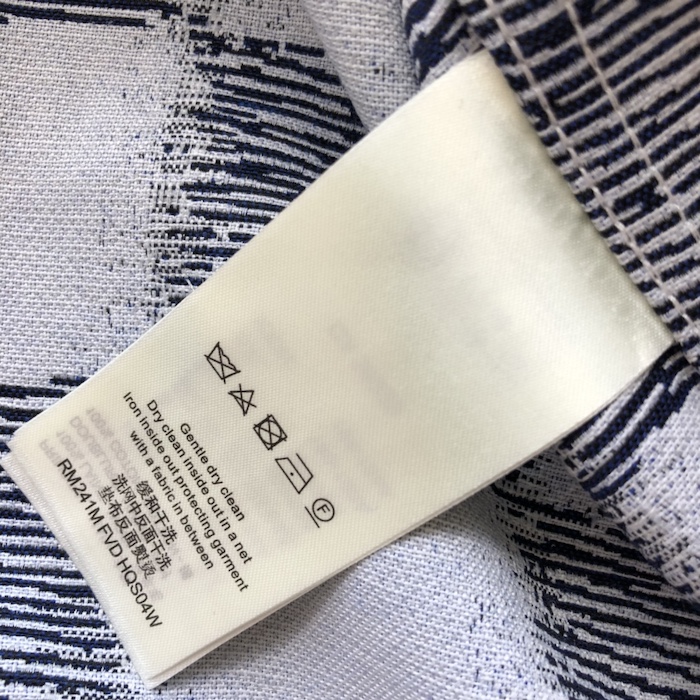 Gentle dry clean
Dry clean inside out in a net
Iron inside out protecting garment
with a fabric in between
缓和干洗
洗网中反面干洗
垫布反面熨烫
RM241M FVD HQS04W